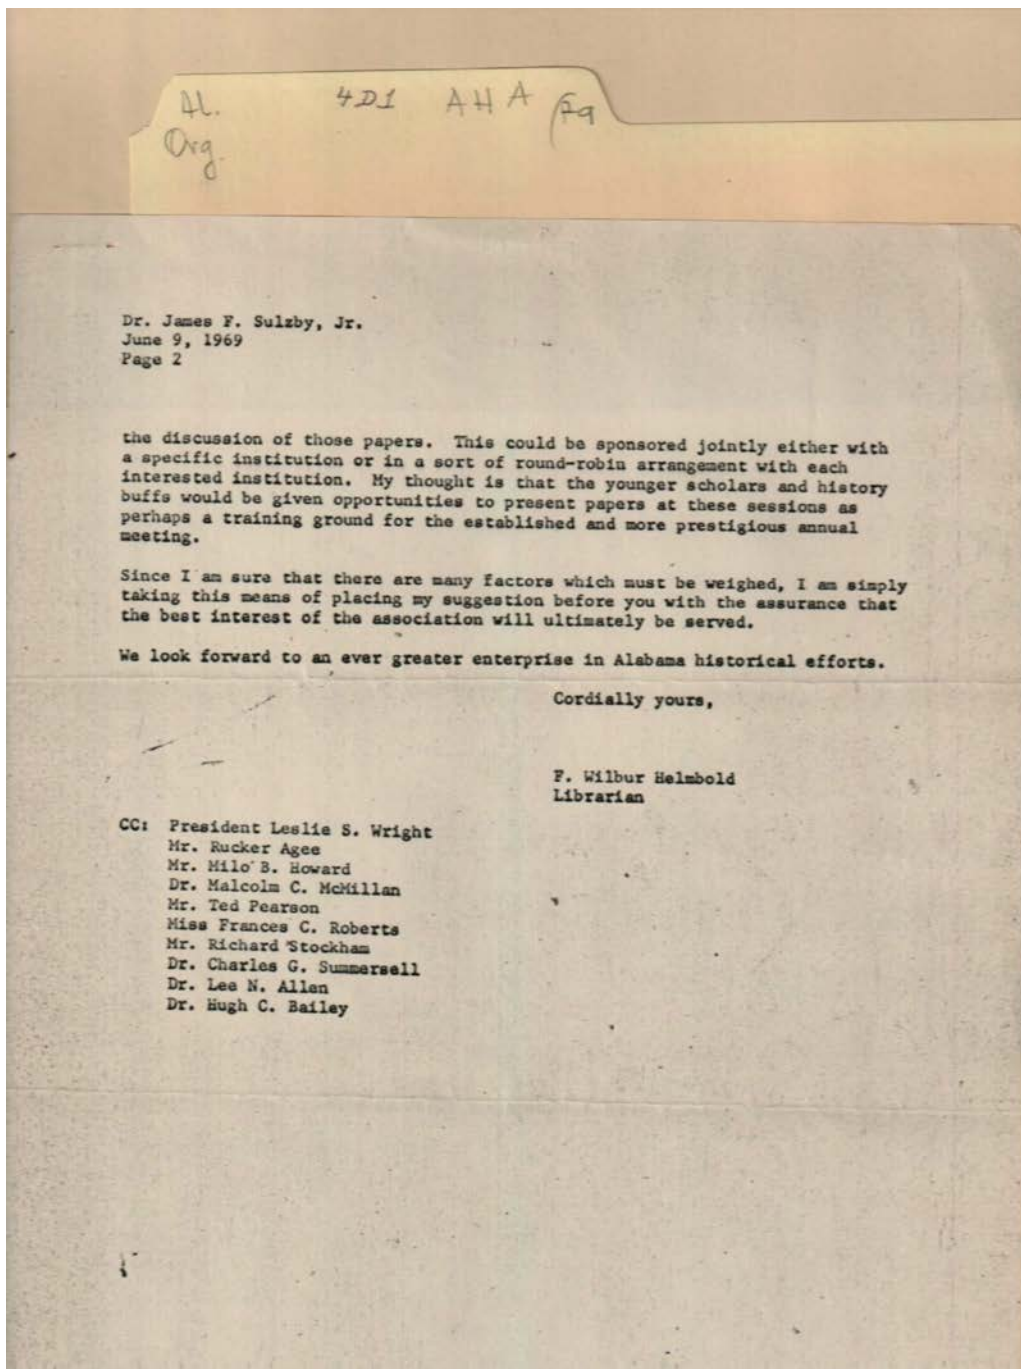 Al. 4D1 AHA
Org.
Dr. James F. Sulzby, Jr.
June 9, 1969
Page 2
the discussion of those papers. This could be sponsored jointly either with
a specific institution or in a sort of round-robin arrangement with each
interested institution. My thought is that the younger scholars and history
buffs would be given opportunities to present papers at these sessions as
perhaps a training ground for the established and more prestigious annual
meeting.
Since I am sure that there are many factors which must be weighed, I am simply
taking this means of placing my suggestion before you with the assurance that
the best interest of the association will ultimately be served.
We look forward to an ever greater enterprise in Alabama historical efforts.
Cordially yours,
F. Wilbur Helmbold
Librarian
CC: President Leslie S. Wright
Mr. Rucker Agee
Mr. Milo B. Howard
Dr. Malcolm C. McMillan
Mr. Ted Pearson
Miss Frances C. Roberts
Mr. Richard Stockham
Dr. Charles G. Summersell
Dr. Lee N. Allen
Dr. Hugh C. Bailey